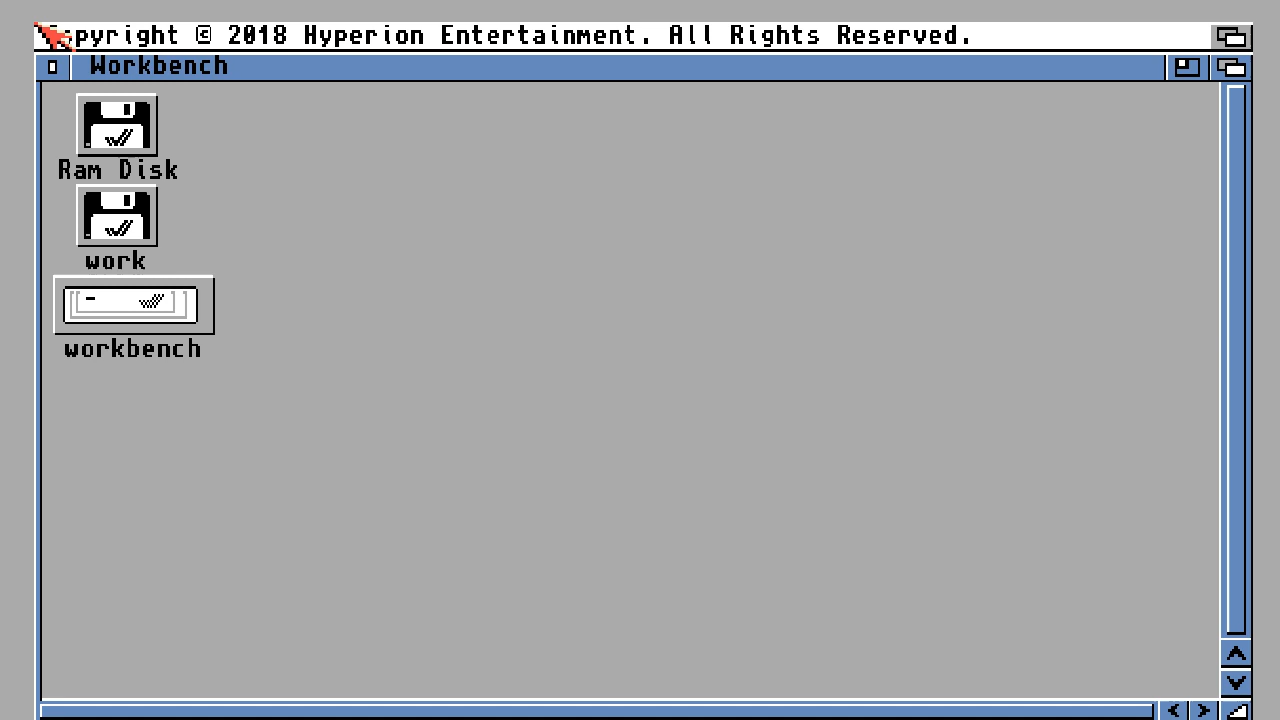 pyright © 2018 Hyperion Entertainment. All Rights Reserved.
Workbench
Ram Disk
work
workbench